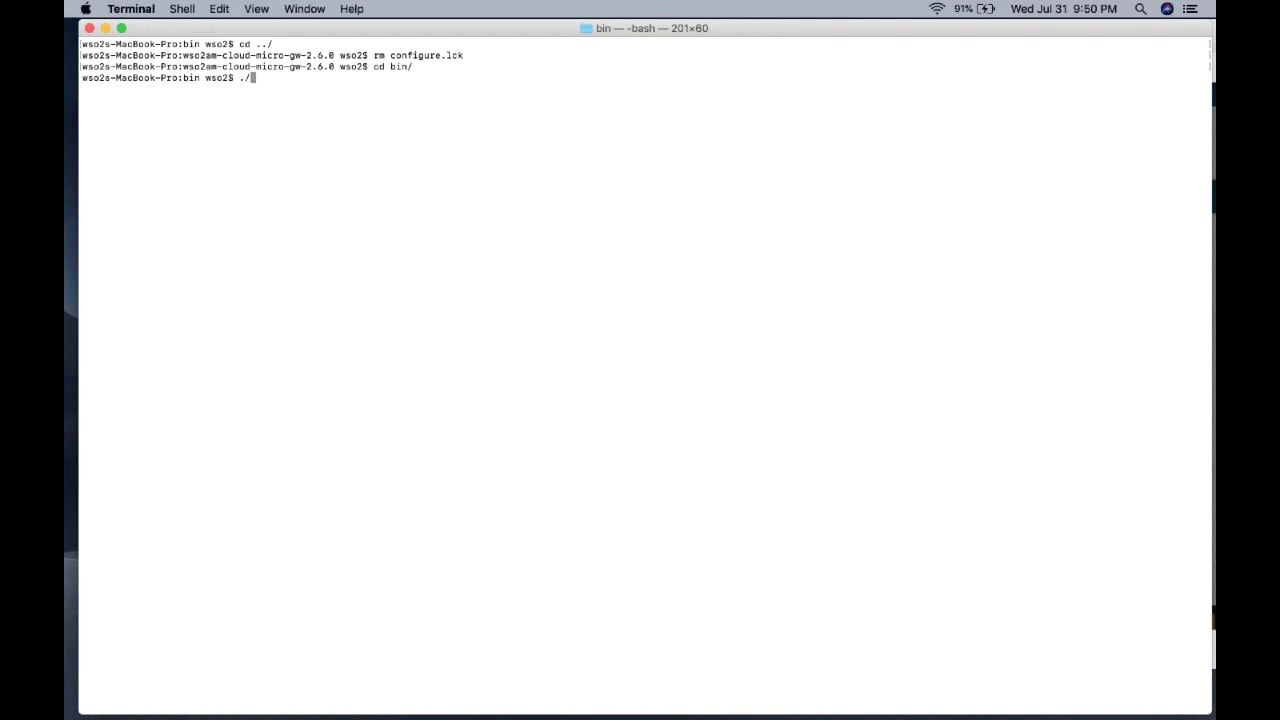 Terminal Shell Edit View Window Help 91% Wed Jul 31 9:50 PM
bin — -bash — 201×60
wso2s-MacBook-Pro:bin wso2$ cd ../
wso2s-MacBook-Pro:wso2am-cloud-micro-gw-2.6.0 wso2$ rm configure.lck
wso2s-MacBook-Pro:wso2am-cloud-micro-gw-2.6.0 wso2$ cd bin/
wso2s-MacBook-Pro:bin wso2$ ./